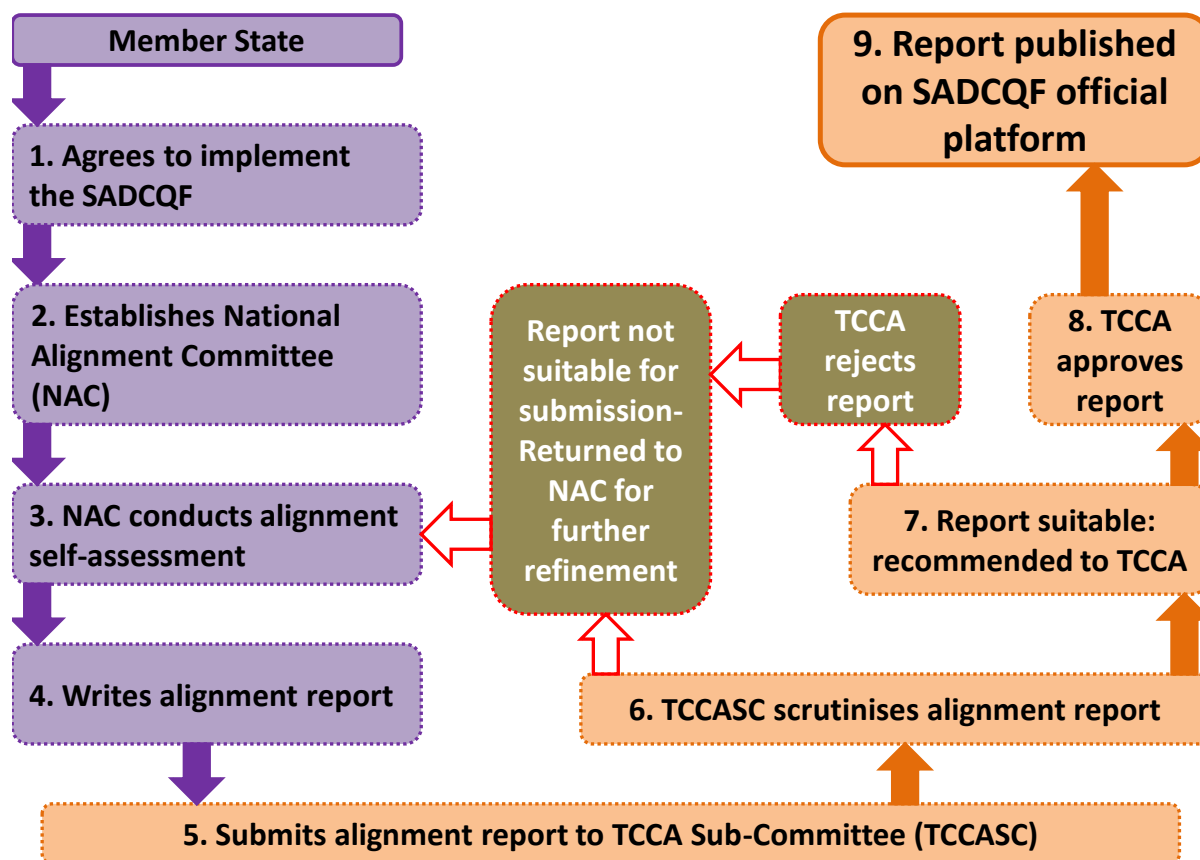 Member State
1. Agrees to implement
the SADCQF
2. Establishes National
Alignment Committee
(NAC)
3. NAC conducts alignment
self-assessment
4. Writes alignment report
5. Submits alignment report to TCCA Sub-Committee (TCCASC)
6. TCCASC scrutinises alignment report
Report not
suitable for
submission-
Returned to
NAC for
further
refinement
TCCA
rejects
report
7. Report suitable:
recommended to TCCA
8. TCCA
approves
report
9. Report published
on SADCQF official
platform